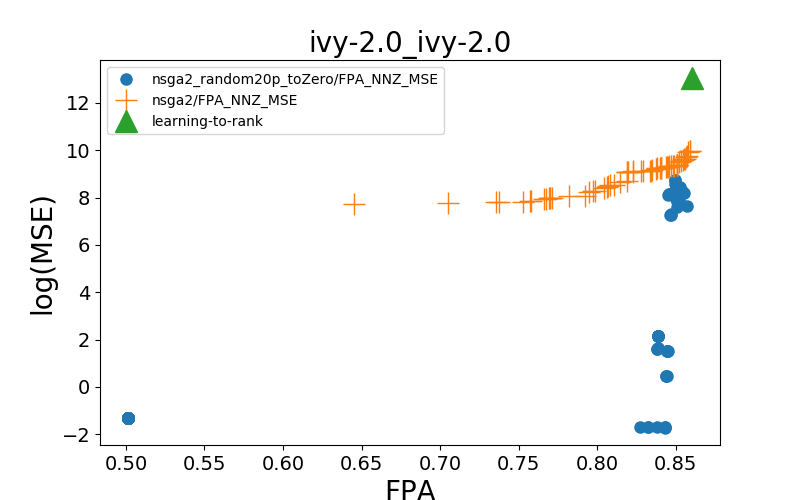 ivy-2.0_ivy-2.0
nsga2_random20p_toZero/FPA_NNZ_MSE
nsga2/FPA_NNZ_MSE
learning-to-rank
log(MSE)
12
10
8
6
4
2
0
−2
0.50 0.55 0.60 0.65 0.70 0.75 0.80 0.85
FPA